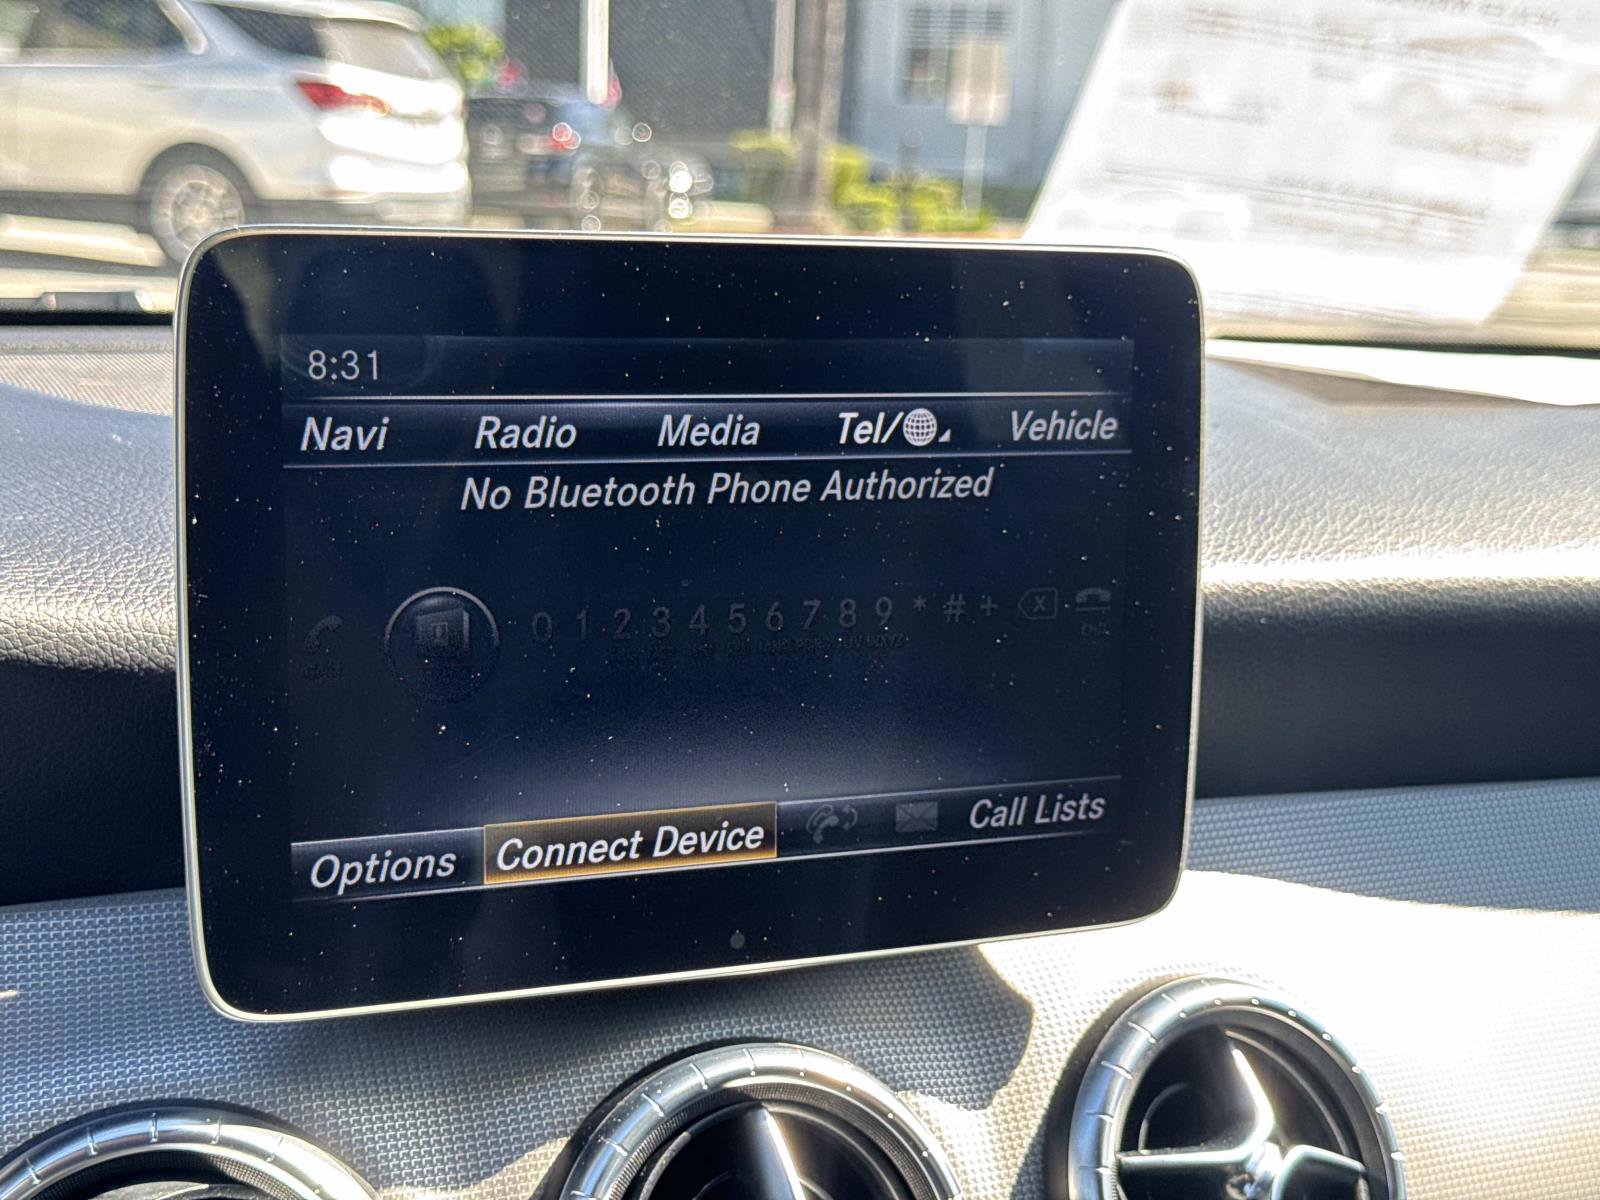 8:31
Navi Radio Media Tel/ Vehicle
No Bluetooth Phone Authorized
0 1 2 3 4 5 6 7 8 9 * # +
Options Connect Device Call Lists